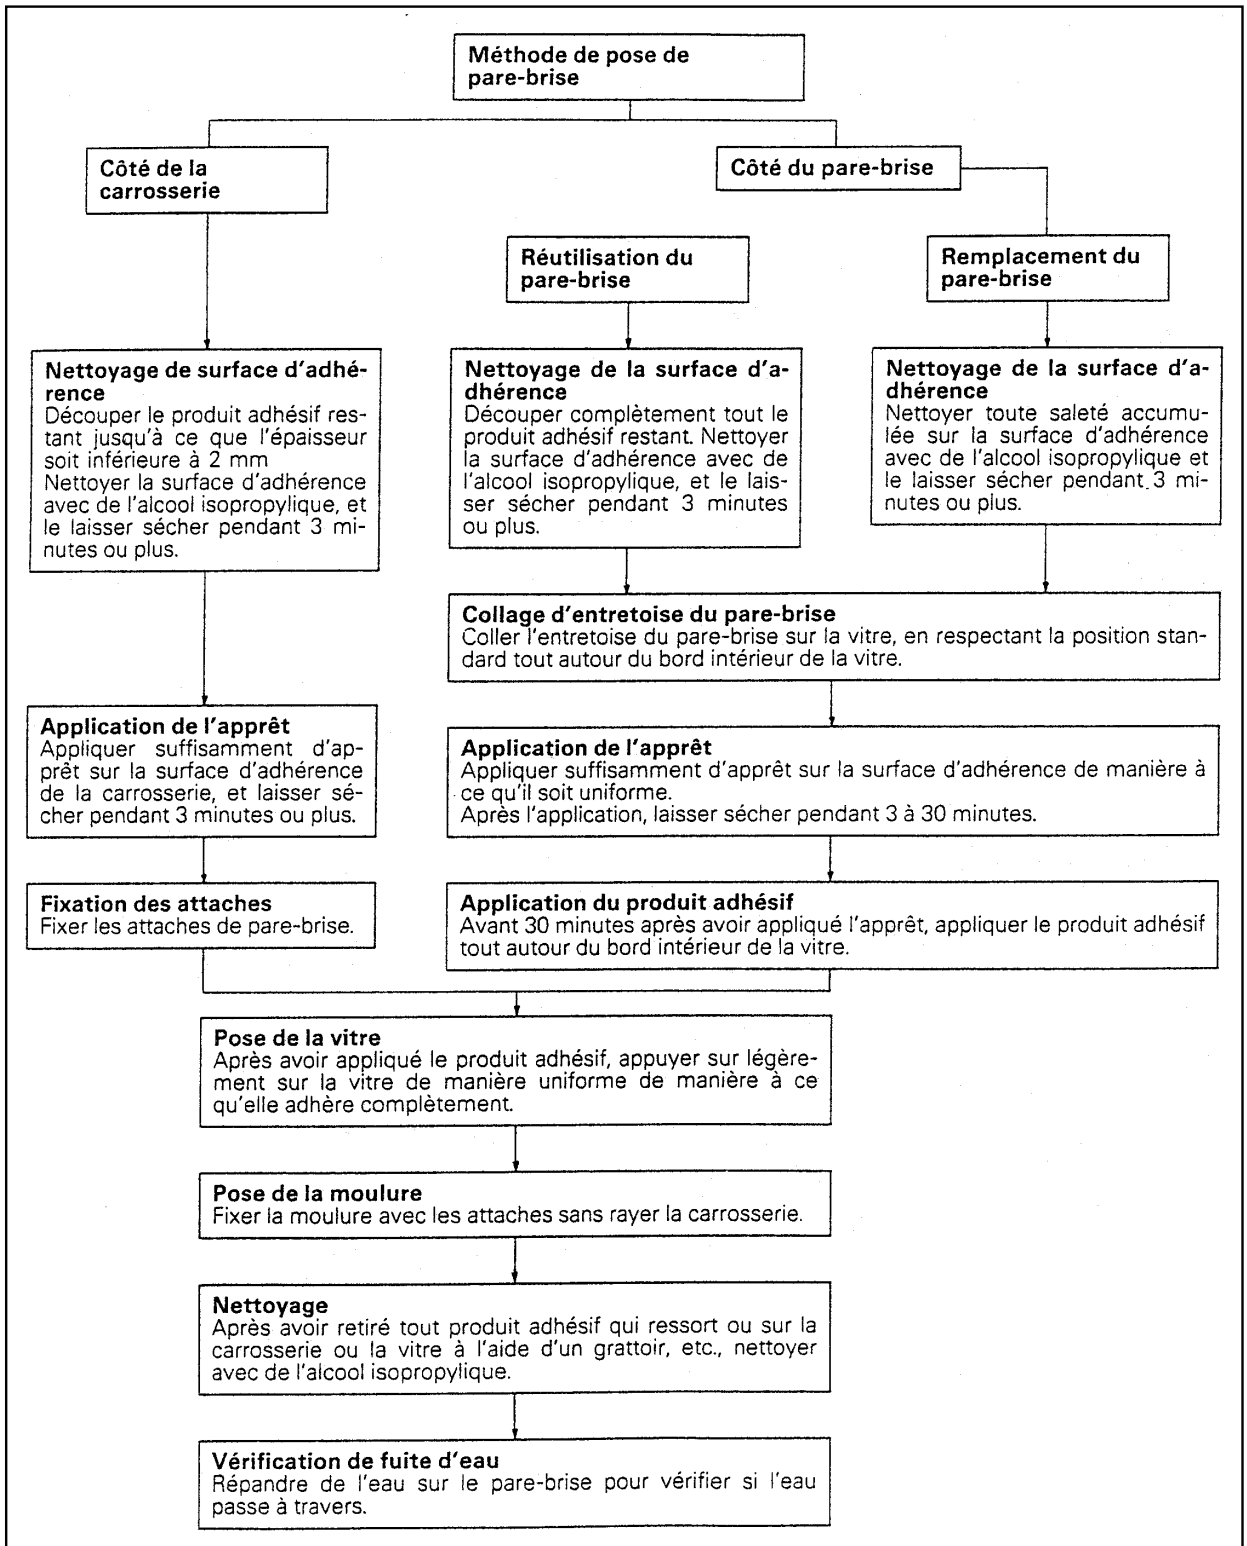 Méthode de pose de
pare-brise
Côté de la
carrosserie
Côté du pare-brise
Réutilisation du
pare-brise
Remplacement du
pare-brise
Nettoyage de surface d'adhé-
rence
Découper le produit adhésif res-
tant jusqu'à ce que l'épaisseur
soit inférieure à 2 mm
Nettoyer la surface d'adhérence
avec de l'alcool isopropylique, et
le laisser sécher pendant 3 mi-
nutes ou plus.
Nettoyage de la surface d'a-
dhérence
Découper complètement tout le
produit adhésif restant. Nettoyer
la surface d'adhérence avec de
l'alcool isopropylique, et le lais-
ser sécher pendant 3 minutes
ou plus.
Nettoyage de la surface d'a-
dhérence
Nettoyer toute saleté accumu-
lée sur la surface d'adhérence
avec de l'alcool isopropylique et
le laisser sécher pendant 3 mi-
nutes ou plus.
Collage d'entretoise du pare-brise
Coller l'entretoise du pare-brise sur la vitre, en respectant la position stan-
dard tout autour du bord intérieur de la vitre.
Application de l'apprêt
Appliquer suffisamment d'ap-
prêt sur la surface d'adhérence
de la carrosserie, et laisser sé-
cher pendant 3 minutes ou plus.
Application de l'apprêt
Appliquer suffisamment d'apprêt sur la surface d'adhérence de manière à
ce qu'il soit uniforme.
Après l'application, laisser sécher pendant 3 à 30 minutes.
Fixation des attaches
Fixer les attaches de pare-brise.
Application du produit adhésif
Avant 30 minutes après avoir appliqué l'apprêt, appliquer le produit adhésif
tout autour du bord intérieur de la vitre.
Pose de la vitre
Après avoir appliqué le produit adhésif, appuyer sur légère-
ment sur la vitre de manière uniforme de manière à ce
qu'elle adhère complètement.
Pose de la moulure
Fixer la moulure avec les attaches sans rayer la carrosserie.
Nettoyage
Après avoir retiré tout produit adhésif qui ressort ou sur la
carrosserie ou la vitre à l'aide d'un grattoir, etc., nettoyer
avec de l'alcool isopropylique.
Vérification de fuite d'eau
Répandre de l'eau sur le pare-brise pour vérifier si l'eau
passe à travers.